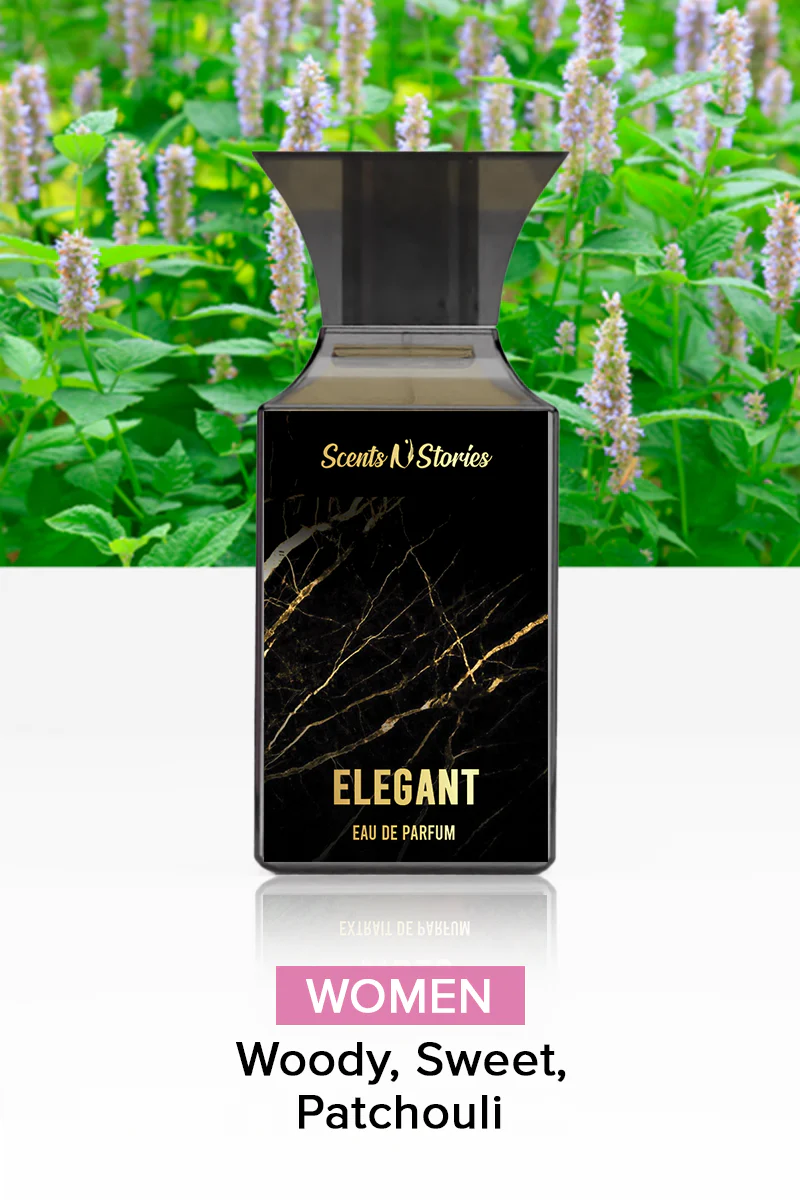 Scents N Stories
ELEGANT
EAU DE PARFUM
EXTRAIT DE PARFUM
WOMEN
Woody, Sweet,
Patchouli